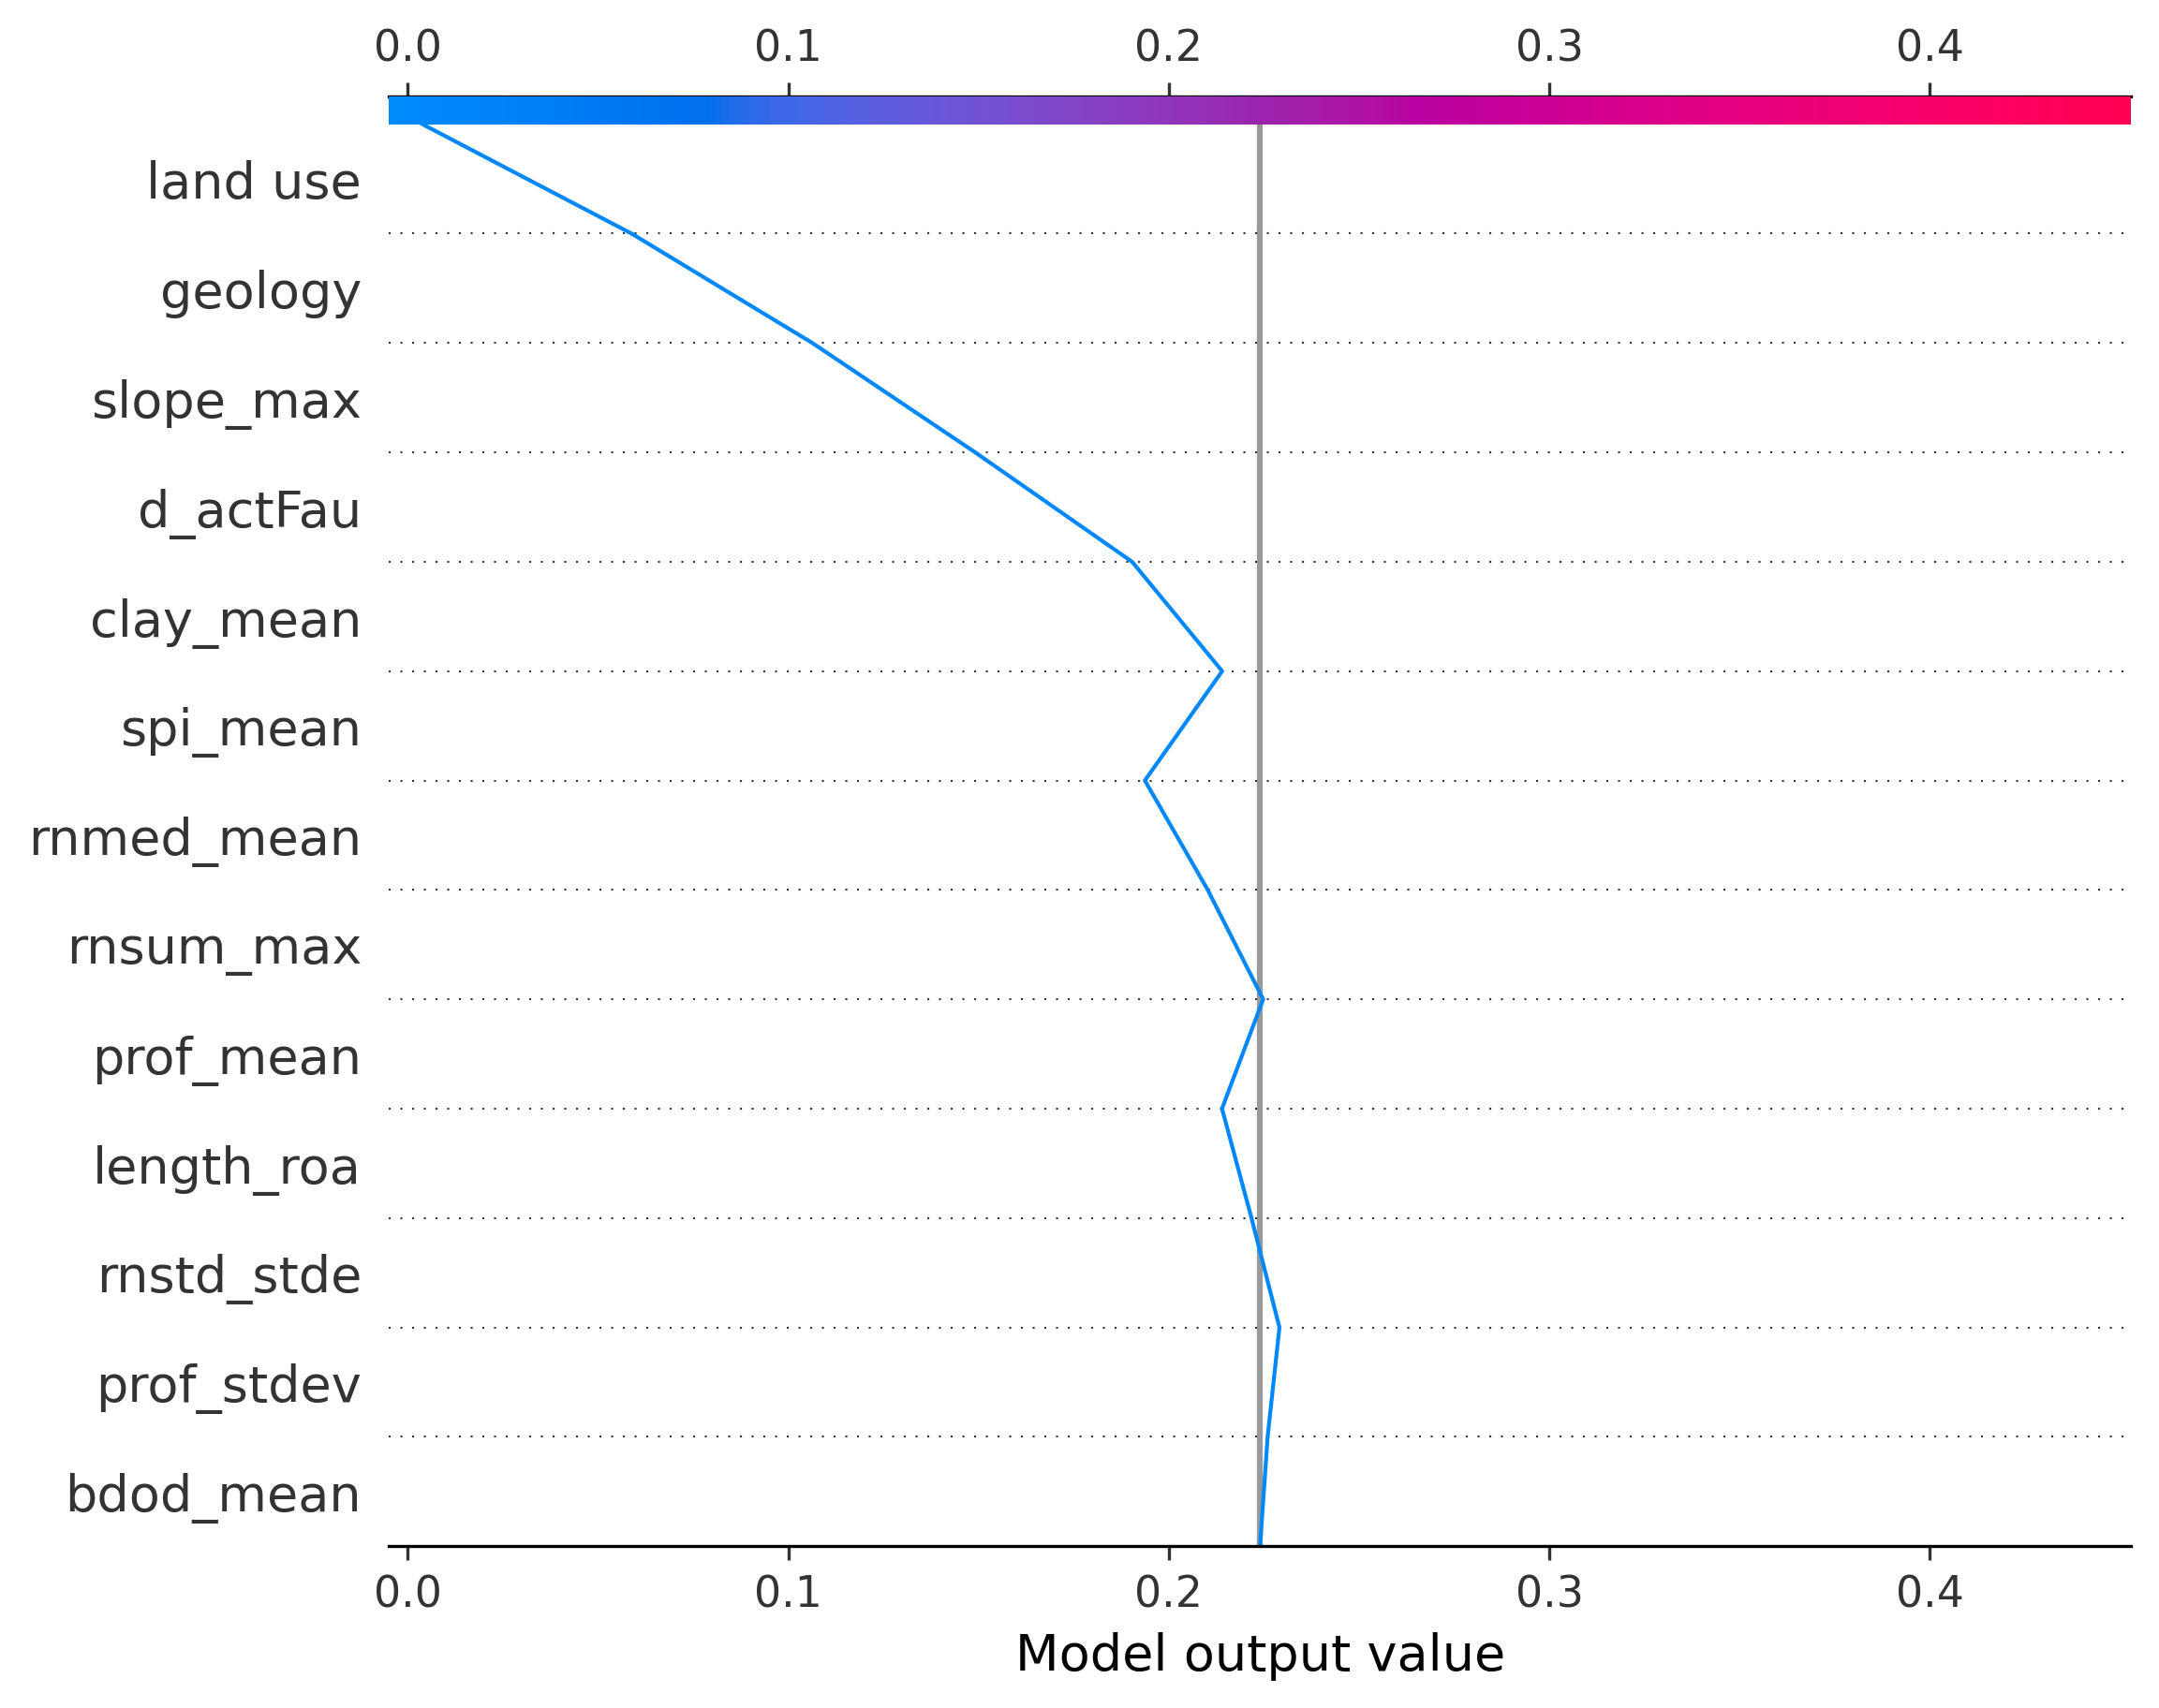 0.0 0.1 0.2 0.3 0.4
land use
geology
slope_max
d_actFau
clay_mean
spi_mean
rnmed_mean
rnsum_max
prof_mean
length_roa
rnstd_stde
prof_stdev
bdod_mean
0.0 0.1 0.2 0.3 0.4
Model output value